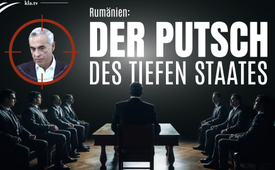 kla.tv
Rumänien:
DER PUTSCH
DES TIEFEN STAATES